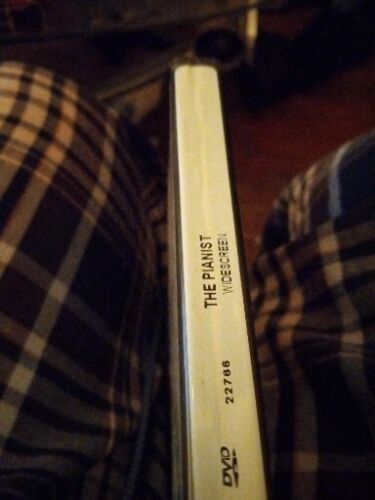 THE PIANIST
WIDESCREEN
22766
DVD